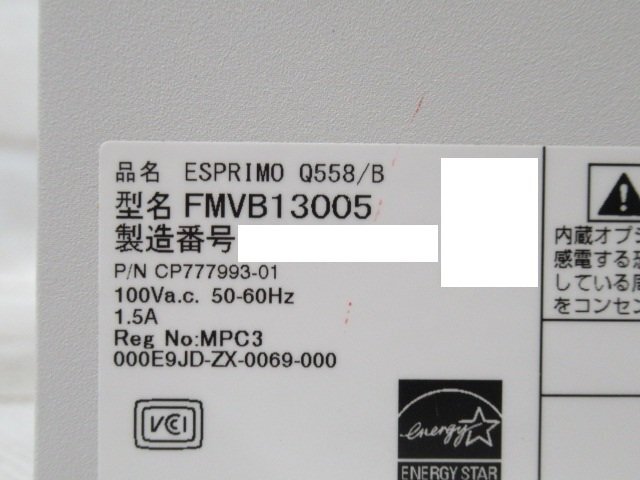 品名 ESPRIMO Q558/B
型名 FMVB13005
製造番号
P/N CP777993-01
100Va.c. 50-60Hz
1.5A
Reg No:MPC3
000E9JD-ZX-0069-000
VCCI
energy
ENERGY STAR
内蔵オプシ
感電する恐
している周
をコンセン